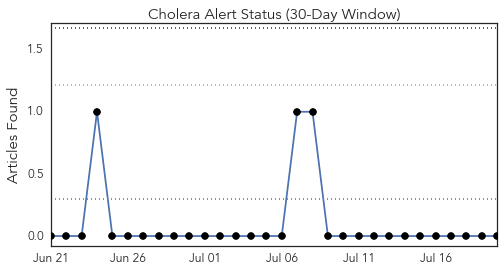 Cholera Alert Status (30-Day Window)
Articles Found
1.5
1.0
0.5
0.0
Jun 21 Jun 26 Jul 01 Jul 06 Jul 11 Jul 16